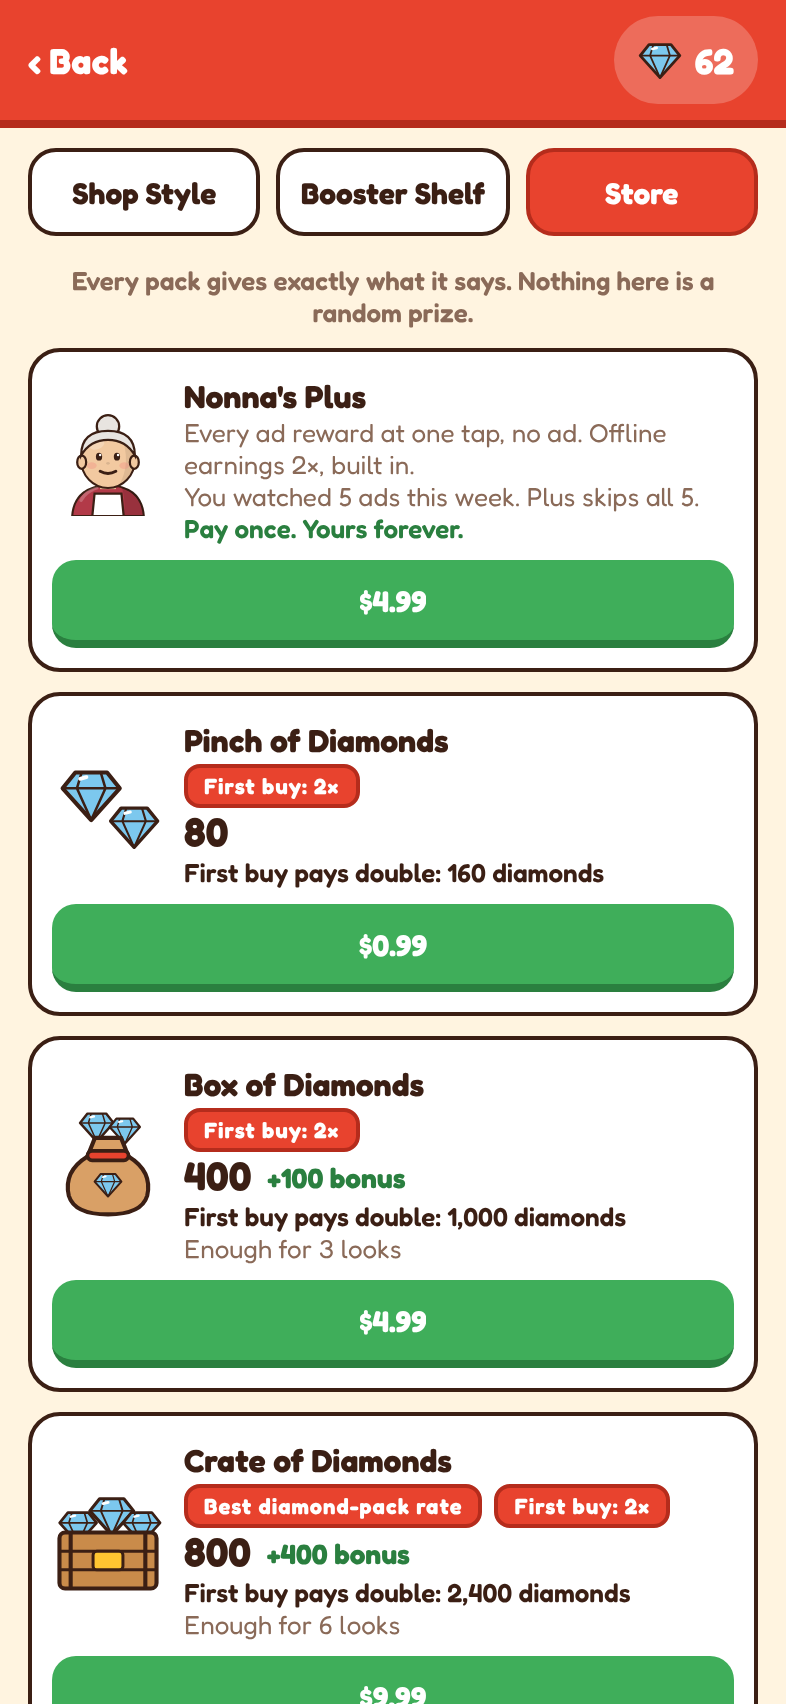 ‹ Back
62
Shop Style
Booster Shelf
Store
Every pack gives exactly what it says. Nothing here is a
random prize.
Nonna's Plus
Every ad reward at one tap, no ad. Offline
earnings 2×, built in.
You watched 5 ads this week. Plus skips all 5.
Pay once. Yours forever.
$4.99
Pinch of Diamonds
First buy: 2×
80
First buy pays double: 160 diamonds
$0.99
Box of Diamonds
First buy: 2×
400 +100 bonus
First buy pays double: 1,000 diamonds
Enough for 3 looks
$4.99
Crate of Diamonds
Best diamond-pack rate First buy: 2×
800 +400 bonus
First buy pays double: 2,400 diamonds
Enough for 6 looks
$9.99